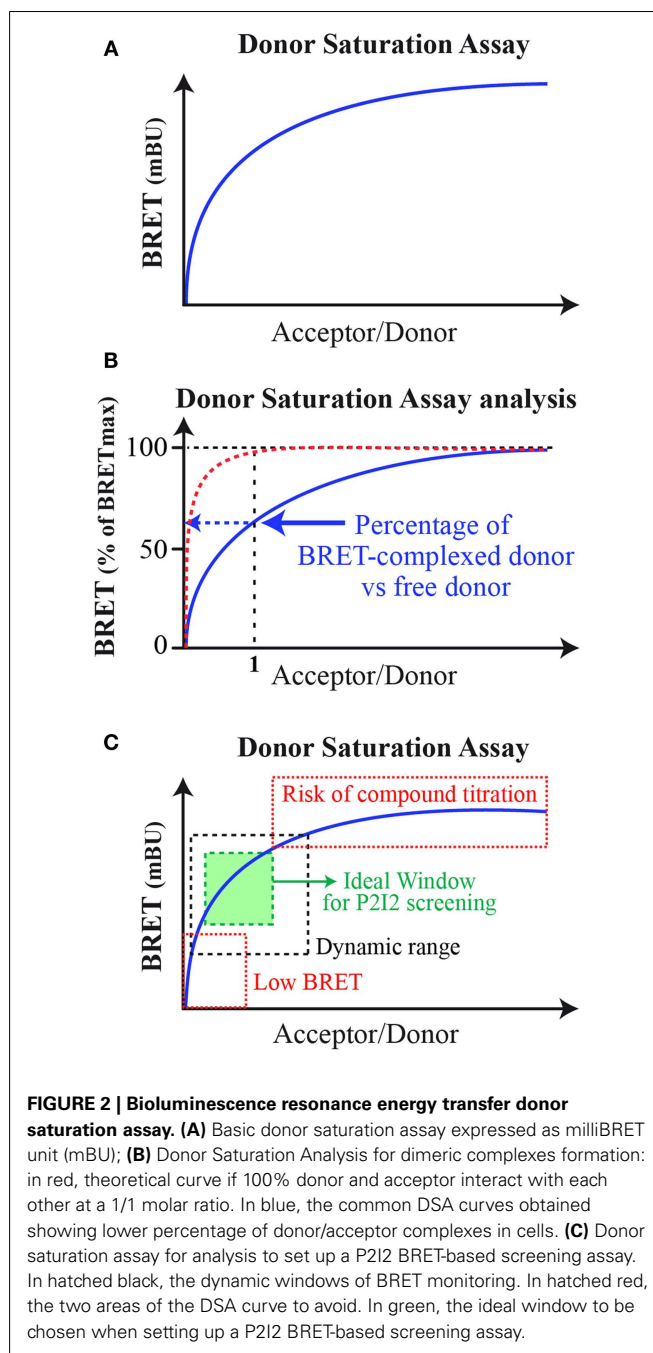 A
Donor Saturation Assay
BRET (mBU)
Acceptor/Donor
B
Donor Saturation Assay analysis
BRET (% of BRETmax)
100
50
0
Percentage of
BRET-complexed donor
vs free donor
1
Acceptor/Donor
C
Donor Saturation Assay
BRET (mBU)
Risk of compound titration
Ideal Window
for P2I2 screening
Dynamic range
Low BRET
Acceptor/Donor
FIGURE 2 | Bioluminescence resonance energy transfer donor
saturation assay. (A) Basic donor saturation assay expressed as milliBRET
unit (mBU); (B) Donor Saturation Analysis for dimeric complexes formation:
in red, theoretical curve if 100% donor and acceptor interact with each
other at a 1/1 molar ratio. In blue, the common DSA curves obtained
showing lower percentage of donor/acceptor complexes in cells. (C) Donor
saturation assay for analysis to set up a P2I2 BRET-based screening assay.
In hatched black, the dynamic windows of BRET monitoring. In hatched red,
the two areas of the DSA curve to avoid. In green, the ideal window to be
chosen when setting up a P2I2 BRET-based screening assay.